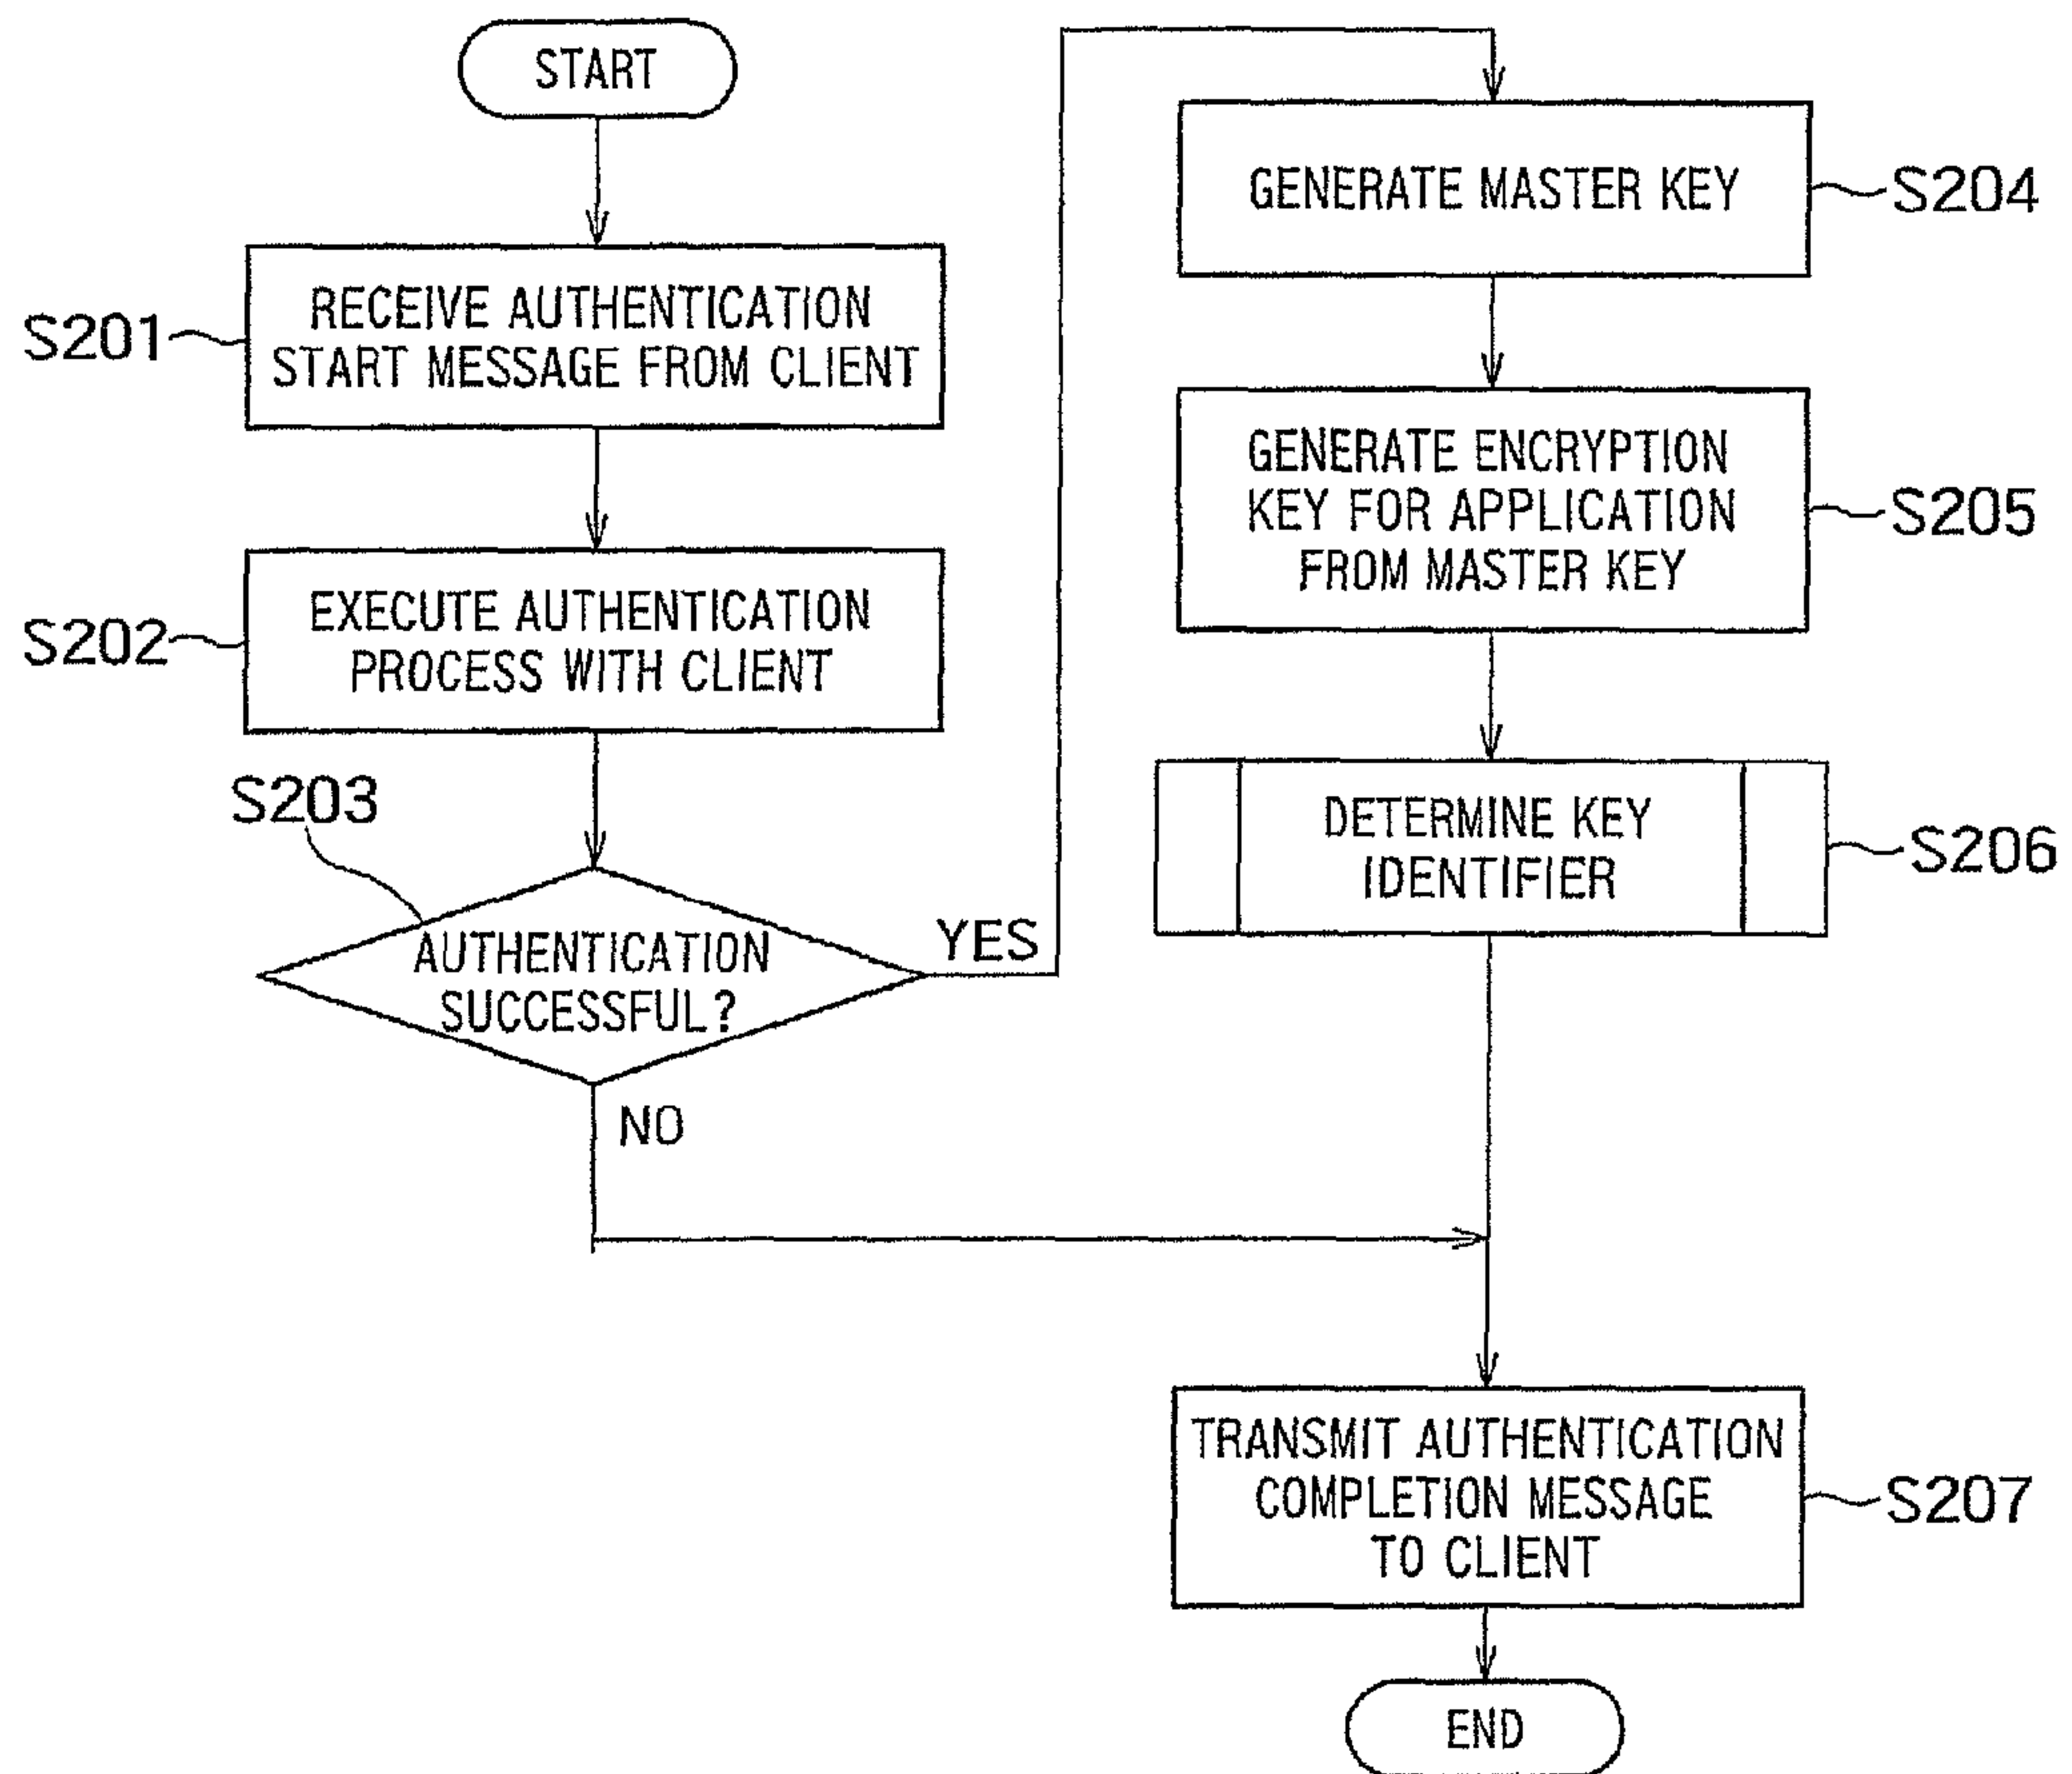 START
S201
RECEIVE AUTHENTICATION
START MESSAGE FROM CLIENT
S202
EXECUTE AUTHENTICATION
PROCESS WITH CLIENT
S203
AUTHENTICATION
SUCCESSFUL?
YES
NO
GENERATE MASTER KEY
S204
GENERATE ENCRYPTION
KEY FOR APPLICATION
FROM MASTER KEY
S205
DETERMINE KEY
IDENTIFIER
S206
TRANSMIT AUTHENTICATION
COMPLETION MESSAGE
TO CLIENT
S207
END